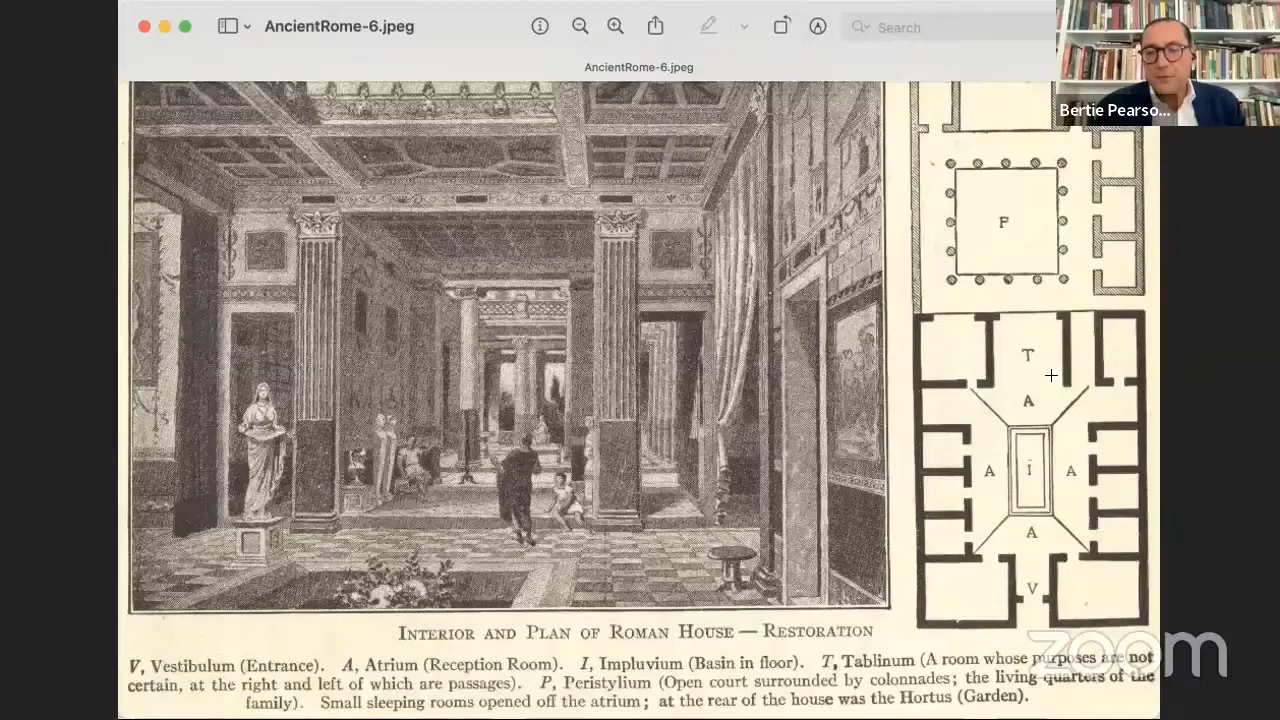 AncientRome-6.jpeg
Search
AncientRome-6.jpeg
Bertie Pearso...
P
T
A
A
I
A
A
V
INTERIOR AND PLAN OF ROMAN HOUSE — RESTORATION
V, Vestibulum (Entrance). A, Atrium (Reception Room). I, Impluvium (Basin in floor). T, Tablinum (A room whose purposes are not
certain, at the right and left of which are passages). P, Peristylium (Open court surrounded by colonnades; the living quarters of the
family). Small sleeping rooms opened off the atrium; at the rear of the house was the Hortus (Garden).
zoom